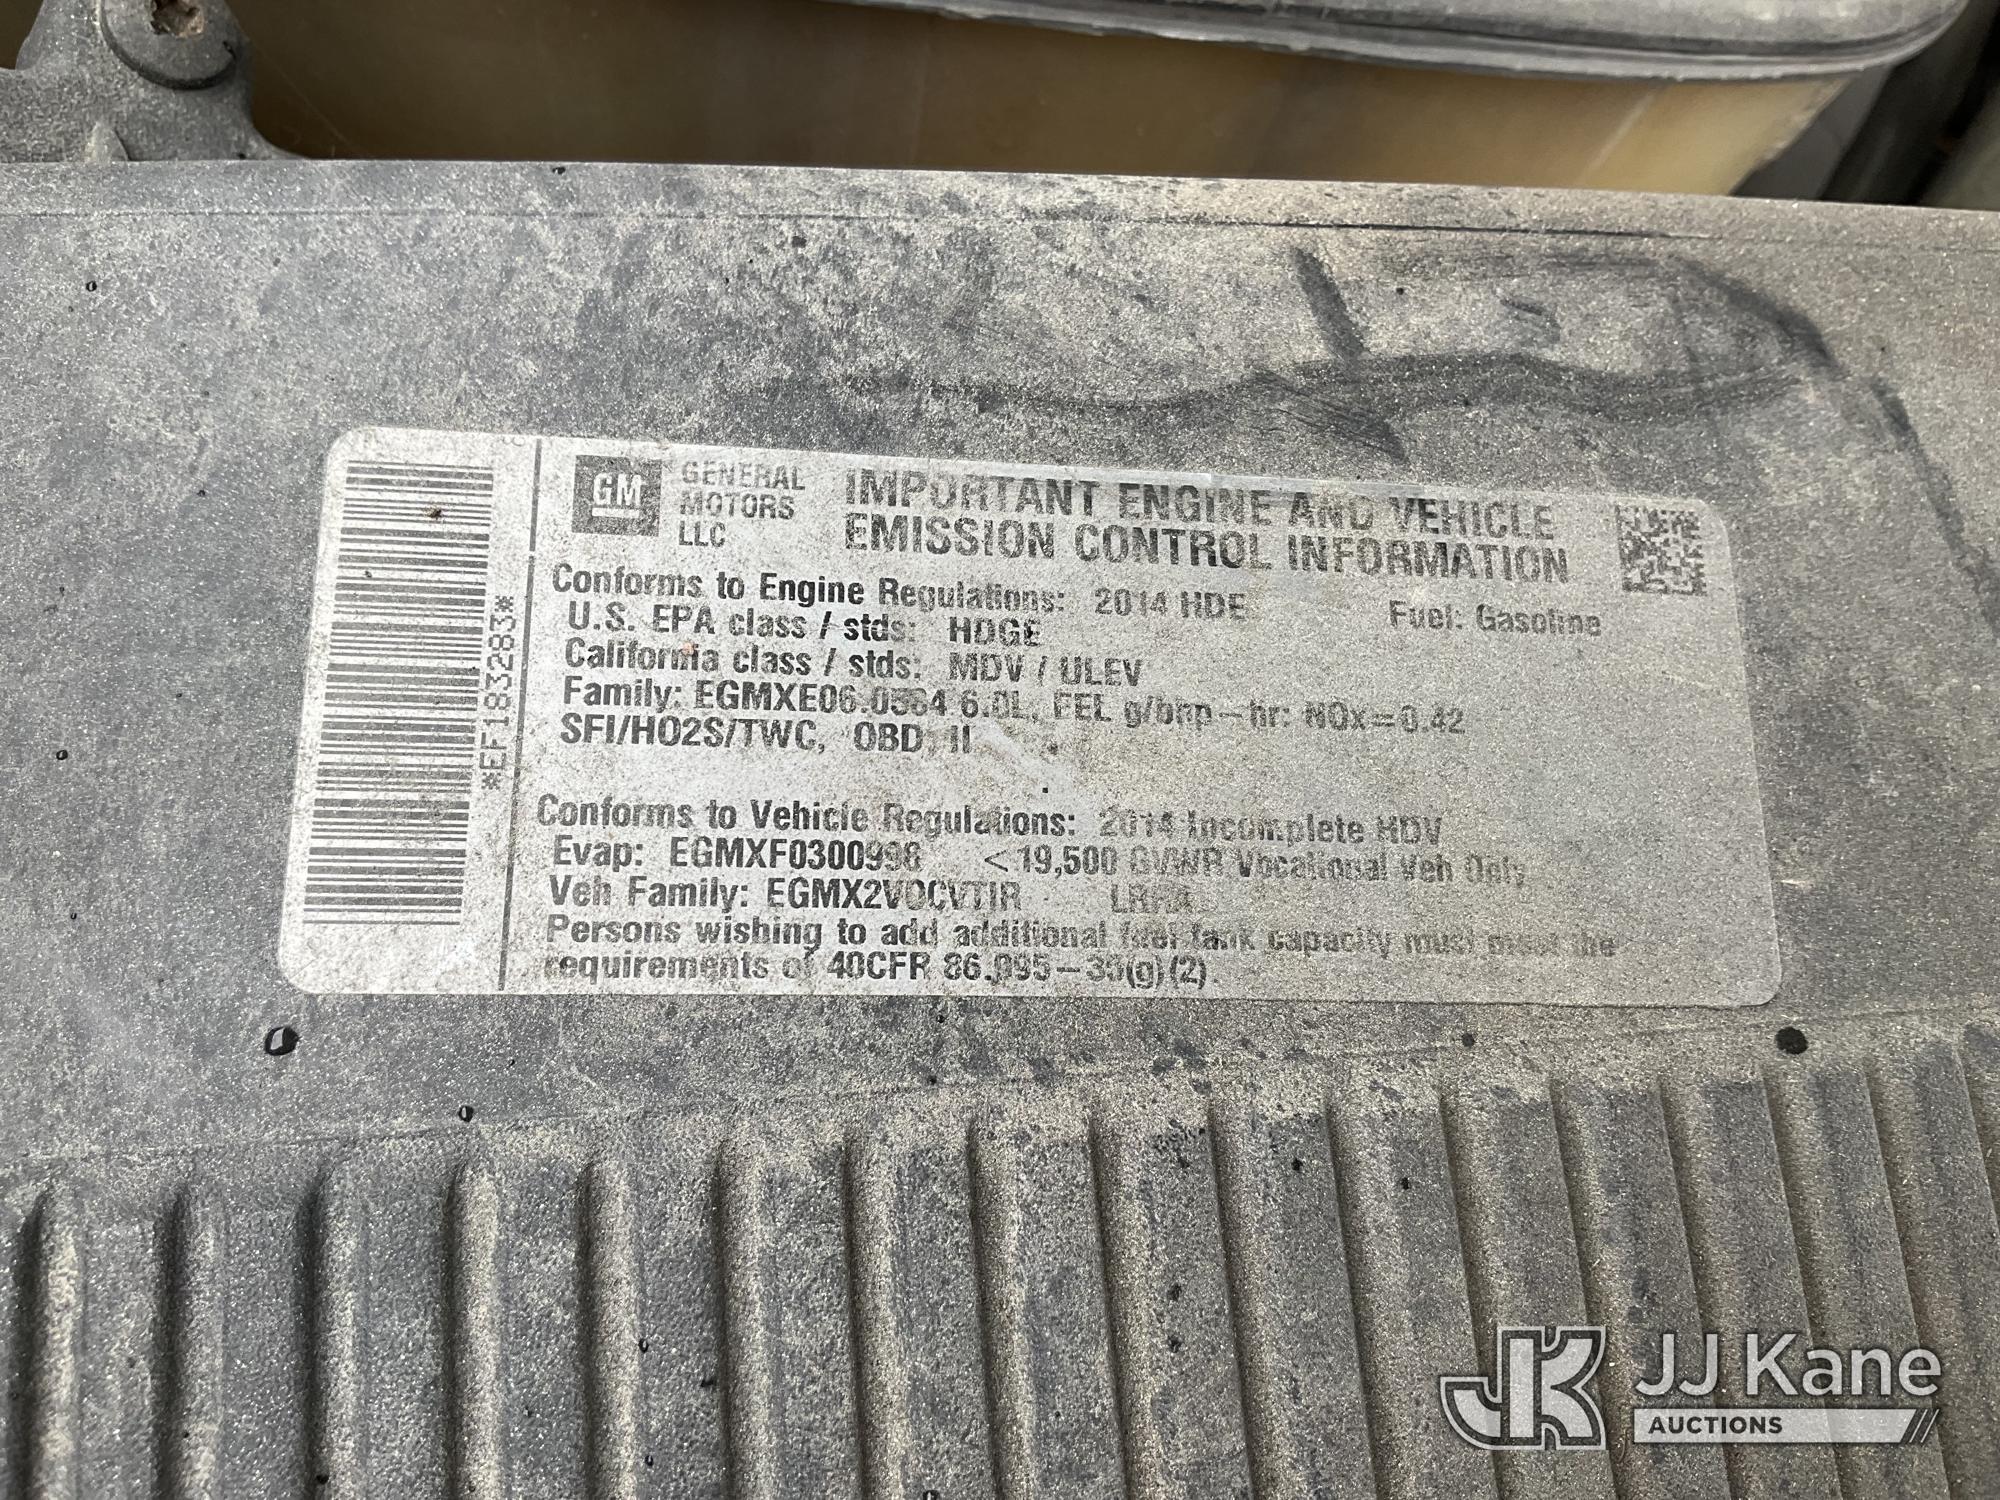 *EF183283*
GM
GENERAL
MOTORS
LLC
IMPORTANT ENGINE AND VEHICLE
EMISSION CONTROL INFORMATION
Conforms to Engine Regulations: 2014 HDE Fuel: Gasoline
U.S. EPA class / stds: HDGE
California class / stds: MDV / ULEV
Family: EGMXE06.0584 6.0L, FEL g/bhp-hr: NOx=0.42
SFI/HO2S/TWC, OBD II
Conforms to Vehicle Regulations: 2014 Incomplete HDV
Evap: EGMXF0300998 <19,500 GVWR Vocational Veh Only
Veh Family: EGMX2VOCVTIR
Persons wishing to add additional fuel tank capacity must meet the
requirements of 40CFR 86.095-35(g)(2).
JK
JJ Kane
AUCTIONS